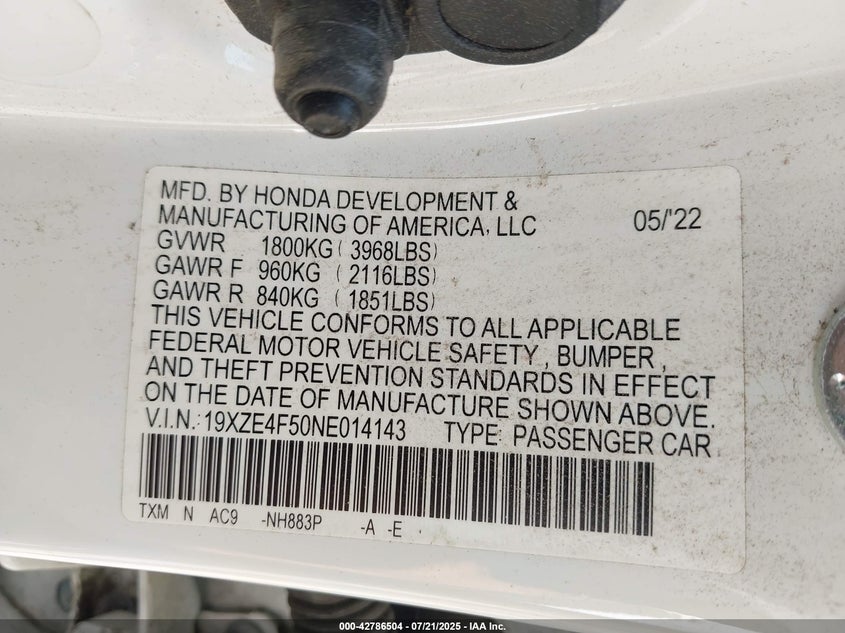 MFD. BY HONDA DEVELOPMENT &
MANUFACTURING OF AMERICA, LLC 05/'22
GVWR 1800KG ( 3968LBS)
GAWR F 960KG ( 2116LBS)
GAWR R 840KG ( 1851LBS)
THIS VEHICLE CONFORMS TO ALL APPLICABLE
FEDERAL MOTOR VEHICLE SAFETY , BUMPER ,
AND THEFT PREVENTION STANDARDS IN EFFECT
ON THE DATE OF MANUFACTURE SHOWN ABOVE.
V.I.N.: 19XZE4F50NE014143 TYPE: PASSENGER CAR
TXM N AC9 -NH883P -A -E
000-42786504 | 07/21/2025 - IAA Inc.